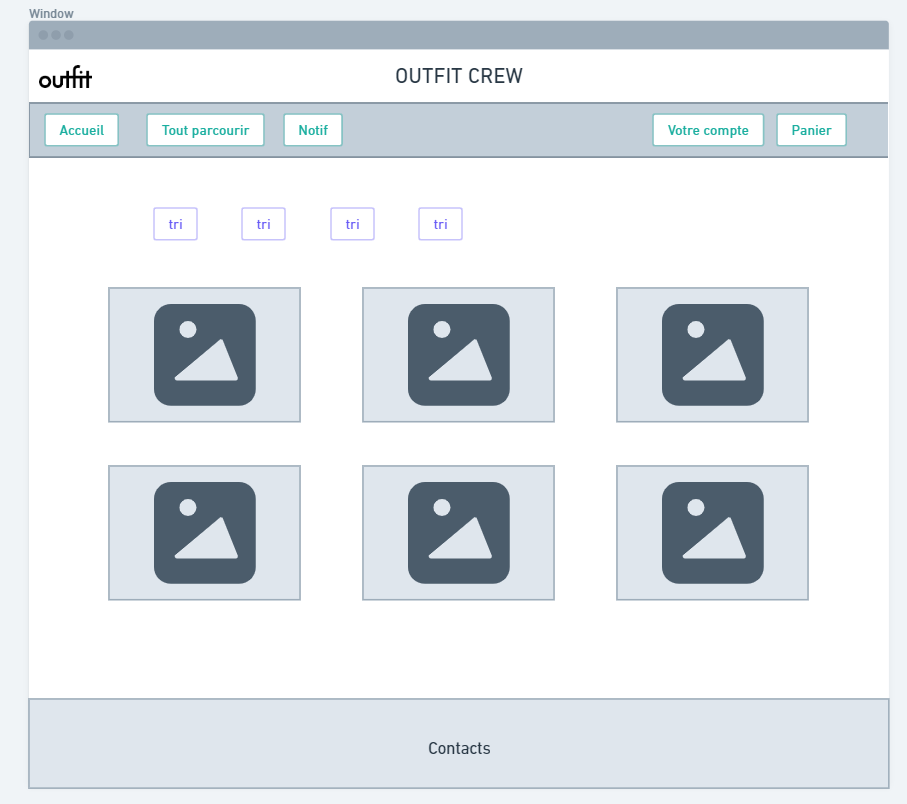 Window
outfit
OUTFIT CREW
Accueil
Tout parcourir
Notif
Votre compte
Panier
tri
tri
tri
tri
Contacts